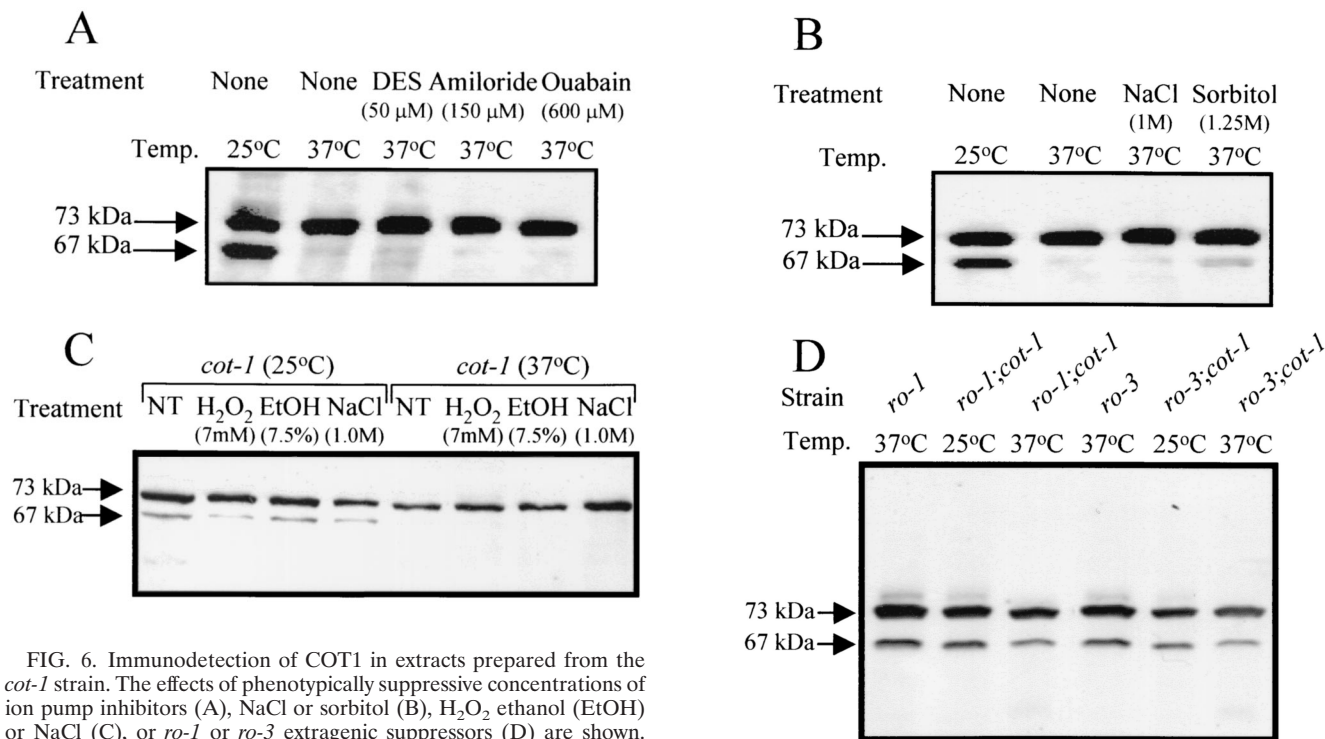 A
Treatment None None DES Amiloride Ouabain
(50 µM) (150 µM) (600 µM)
Temp. 25°C 37°C 37°C 37°C 37°C
73 kDa
67 kDa
B
Treatment None None NaCl Sorbitol
(1M) (1.25M)
Temp. 25°C 37°C 37°C 37°C
73 kDa
67 kDa
C
cot-1 (25°C) cot-1 (37°C)
Treatment NT H₂O₂ EtOH NaCl NT H₂O₂ EtOH NaCl
(7mM) (7.5%) (1.0M) (7mM) (7.5%) (1.0M)
73 kDa
67 kDa
D
Strain ro-1 ro-1;cot-1 ro-1;cot-1 ro-3 ro-3;cot-1 ro-3;cot-1
Temp. 37°C 25°C 37°C 37°C 25°C 37°C
73 kDa
67 kDa
FIG. 6. Immunodetection of COT1 in extracts prepared from the
cot-1 strain. The effects of phenotypically suppressive concentrations of
ion pump inhibitors (A), NaCl or sorbitol (B), H₂O₂ ethanol (EtOH)
or NaCl (C), or ro-1 or ro-3 extragenic suppressors (D) are shown.